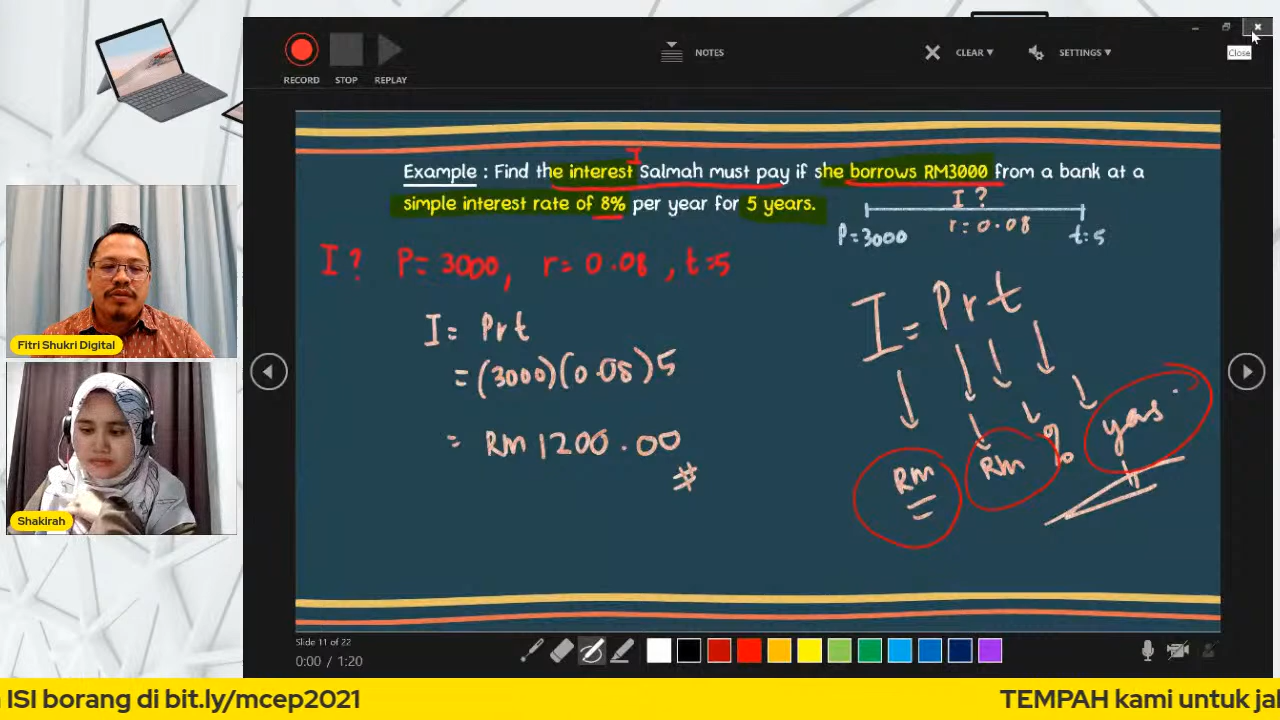 RECORD STOP REPLAY
NOTES
CLEAR SETTINGS
Close
Example : Find the interest Salmah must pay if she borrows RM3000 from a bank at a
simple interest rate of 8% per year for 5 years.
I
I ?
P=3000 r=0.08 t=5
I ? P= 3000, r= 0.08 , t=5
I= Prt
=(3000)(0.08)5
= RM 1200.00
#
I= Prt
RM RM % years
Fitri Shukri Digital
Shakirah
Slide 11 of 22
0:00 / 1:20
ISI borang di bit.ly/mcep2021
TEMPAH kami untuk